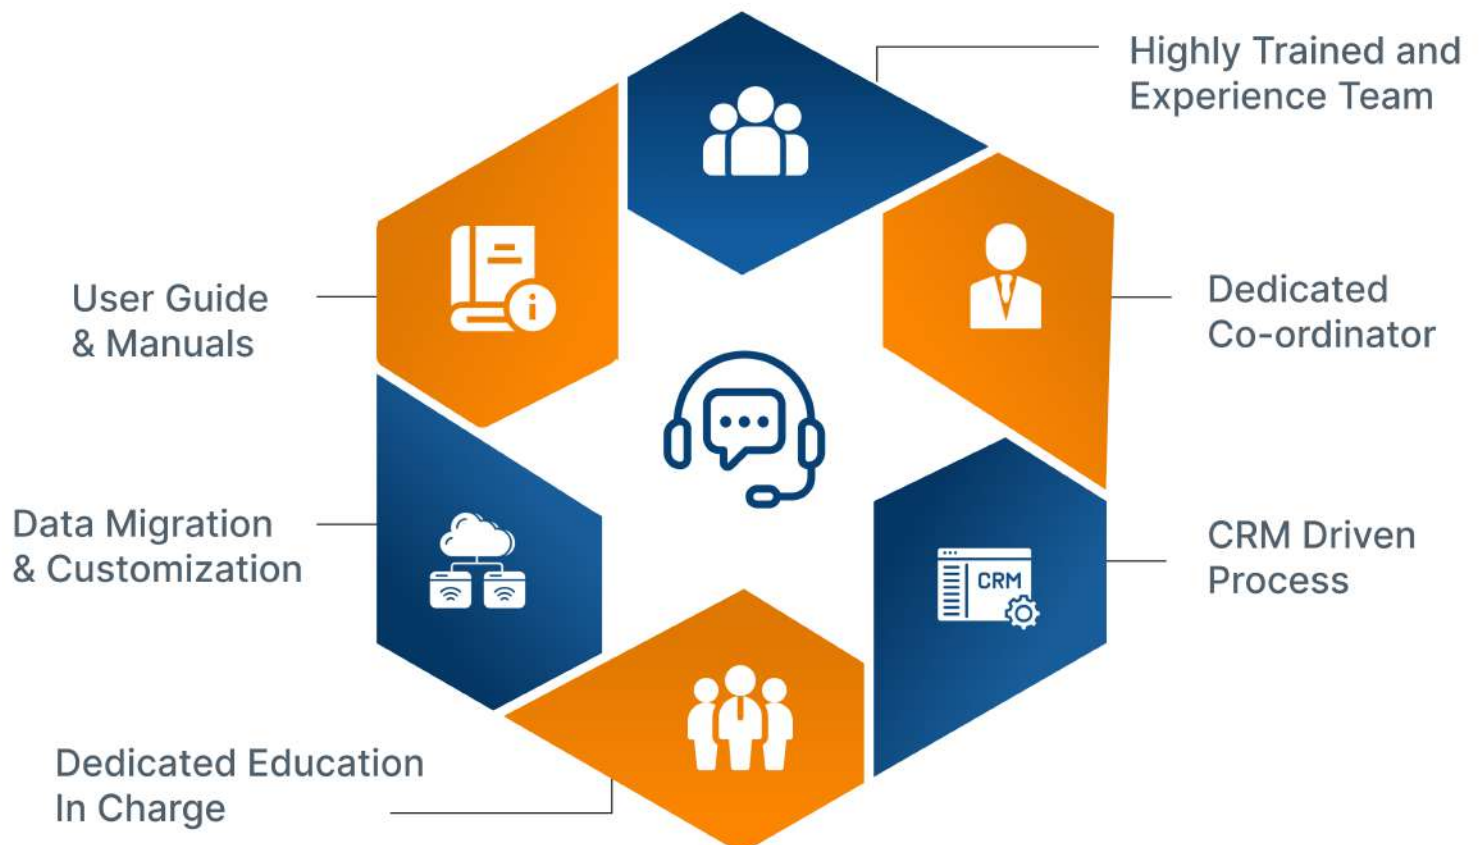 Highly Trained and
Experience Team
Dedicated
Co-ordinator
CRM Driven
Process
CRM
Dedicated Education
In Charge
Data Migration
& Customization
User Guide
& Manuals
i